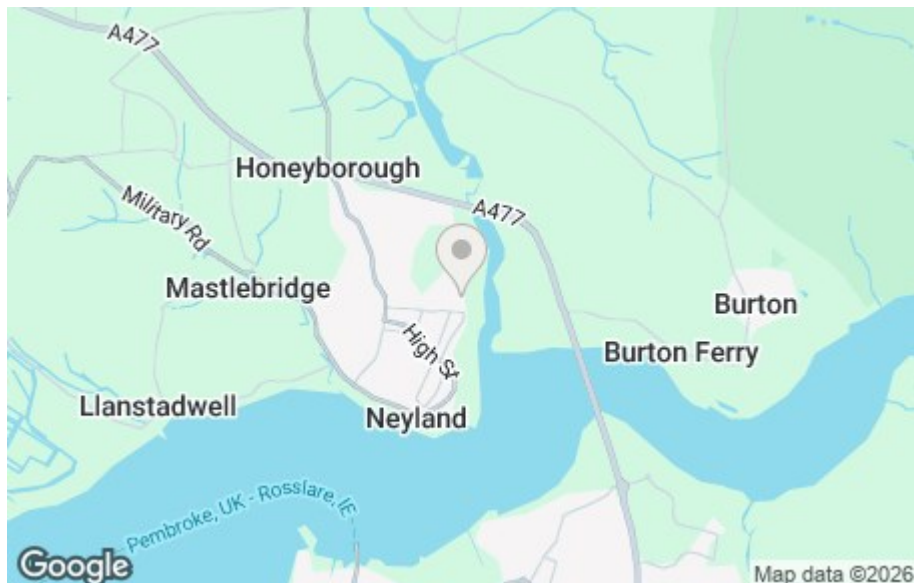 A477
Honeyborough
A477
Military Rd
Mastlebridge
Burton
High St
Burton Ferry
Llanstadwell
Neyland
Pembroke, UK - Rosslare, IE
Google
Map data ©2026